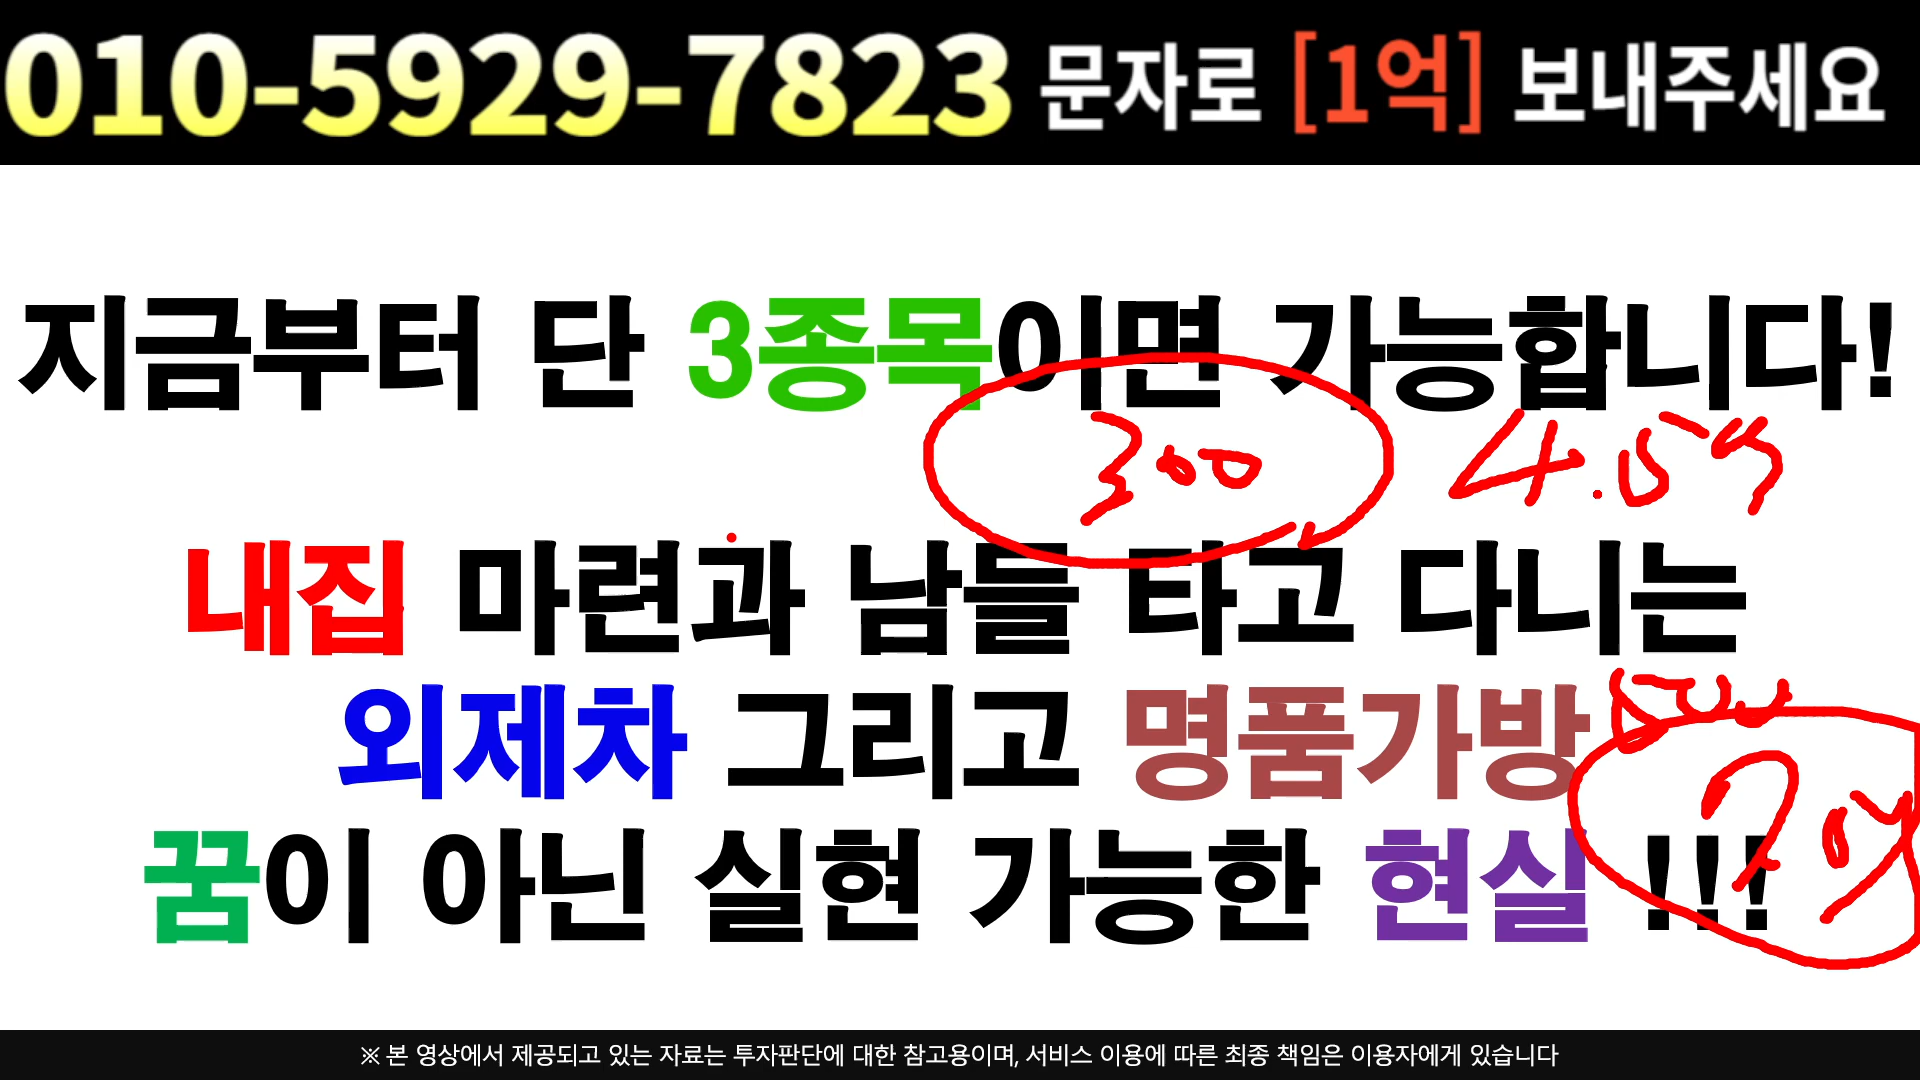 010-5929-7823 문자로 [1억] 보내주세요
지금부터 단 3종목이면 가능합니다!
300
4.5억
내집 마련과 남들 타고 다니는
외제차 그리고 명품가방
꿈이 아닌 실현 가능한 현실 !!!
※ 본 영상에서 제공되고 있는 자료는 투자판단에 대한 참고용이며, 서비스 이용에 따른 최종 책임은 이용자에게 있습니다